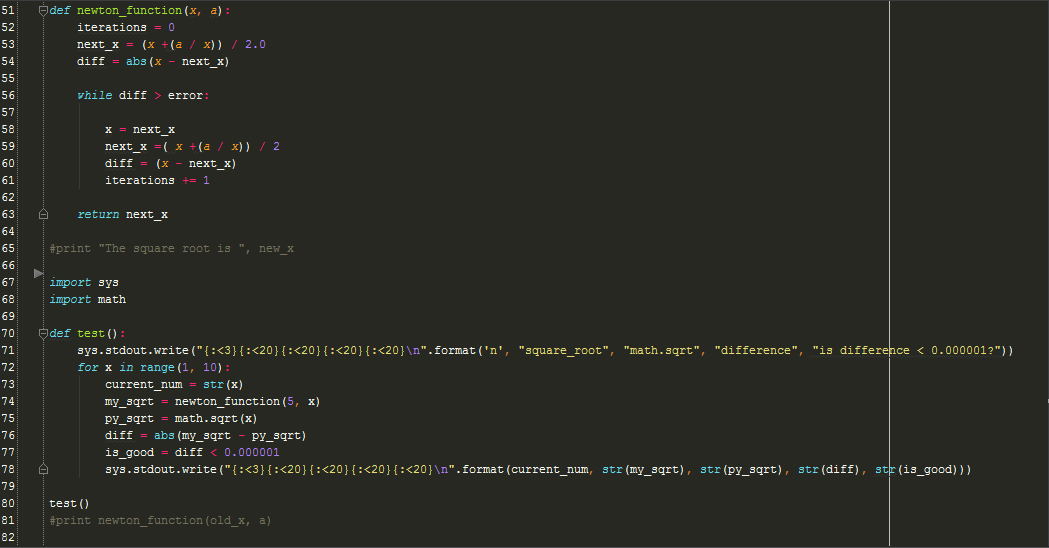 51 def newton_function(x, a):
52     iterations = 0
53     next_x = (x +(a / x)) / 2.0
54     diff = abs(x - next_x)
55
56     while diff > error:
57
58         x = next_x
59         next_x =( x +(a / x)) / 2
60         diff = (x - next_x)
61         iterations += 1
62
63     return next_x
64
65 #print "The square root is ", new_x
66
67 import sys
68 import math
69
70 def test():
71     sys.stdout.write("{:<3}{:<20}{:<20}{:<20}{:<20}\n".format('n', "square_root", "math.sqrt", "difference", "is difference < 0.000001?"))
72     for x in range(1, 10):
73         current_num = str(x)
74         my_sqrt = newton_function(5, x)
75         py_sqrt = math.sqrt(x)
76         diff = abs(my_sqrt - py_sqrt)
77         is_good = diff < 0.000001
78         sys.stdout.write("{:<3}{:<20}{:<20}{:<20}{:<20}\n".format(current_num, str(my_sqrt), str(py_sqrt), str(diff), str(is_good)))
79
80 test()
81 #print newton_function(old_x, a)
82